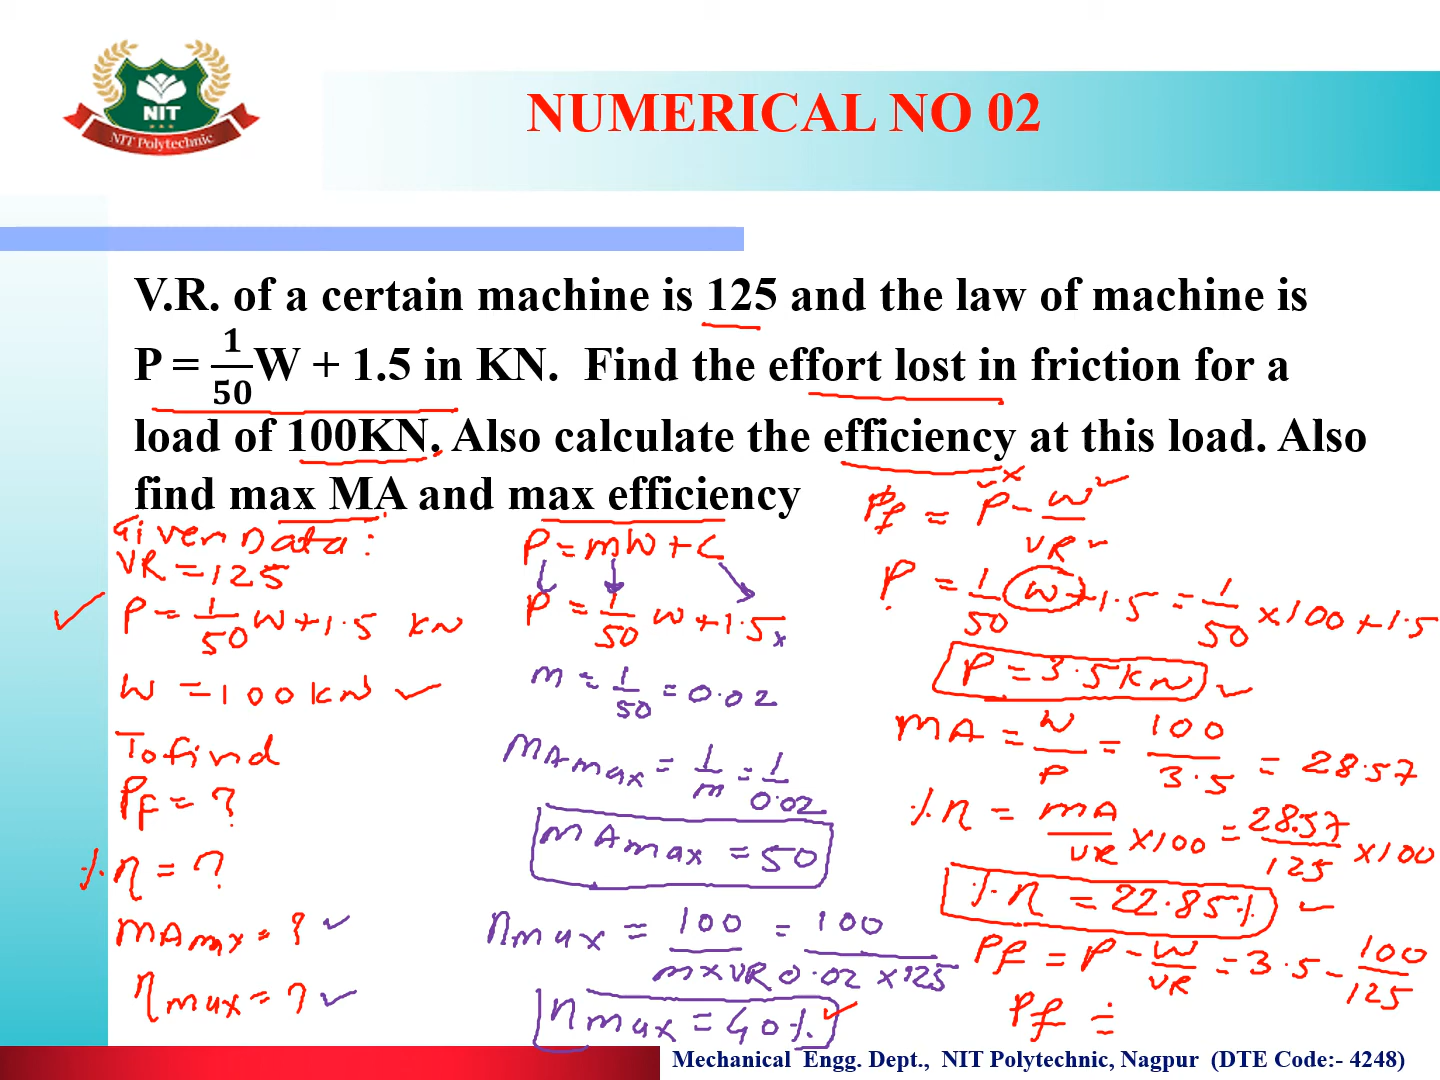 NIT
NIT Polytechnic
NUMERICAL NO 02
V.R. of a certain machine is 125 and the law of machine is
P = 1/50 W + 1.5 in KN. Find the effort lost in friction for a
load of 100KN. Also calculate the efficiency at this load. Also
find max MA and max efficiency
Given Data:
VR = 125
P = 1/50 W + 1.5 KN
W = 100 KN
To find
PF = ?
% η = ?
MAmax = ?
ηmax = ?
P = mW + C
P = 1/50 W + 1.5
m = 1/50 = 0.02
MAmax = 1/m = 1/0.02
MAmax = 50
ηmax = 100/m×VR = 100/0.02×125
ηmax = 40%
Pf = P - W/VR
P = 1/50 W + 1.5 = 1/50 × 100 + 1.5
P = 3.5 KN
MA = W/P = 100/3.5 = 28.57
% η = MA/VR × 100 = 28.57/125 × 100
% η = 22.85%
Pf = P - W/VR = 3.5 - 100/125
Pf =
Mechanical Engg. Dept., NIT Polytechnic, Nagpur (DTE Code:- 4248)